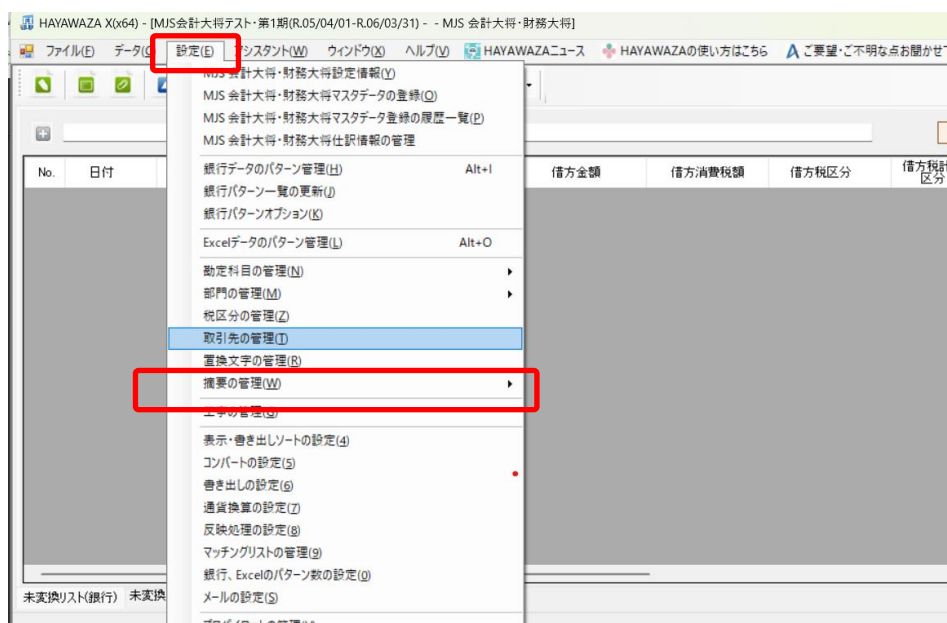 HAYAWAZA X(x64) - [MJS会計大将テスト・第1期(R.05/04/01-R.06/03/31) - - MJS 会計大将・財務大将]
ファイル(F) データ(C 設定(E) アシスタント(W) ウィンドウ(X) ヘルプ(V) HAYAWAZAニュース HAYAWAZAの使い方はこちら ご要望・ご不明な点お聞かせ
MJS 会計大将・財務大将設定情報(Y)
MJS 会計大将・財務大将マスタデータの登録(O)
MJS 会計大将・財務大将マスタデータ登録の履歴一覧(P)
MJS 会計大将・財務大将仕訳情報の管理
銀行データのパターン管理(H) Alt+I
銀行パターン一覧の更新(J)
銀行パターンオプション(K)
Excelデータのパターン管理(L) Alt+O
No. 日付 借方金額 借方消費税額 借方税区分 借方税計
区分
勘定科目の管理(N)
部門の管理(M)
税区分の管理(Z)
取引先の管理(T)
置換文字の管理(R)
摘要の管理(W)
工事の管理(G)
表示・書き出しソートの設定(4)
コンバートの設定(5)
書き出しの設定(6)
通貨換算の設定(7)
反映処理の設定(8)
マッチングリストの管理(9)
銀行、Excelのパターン数の設定(0)
メールの設定(S)
未変換リスト(銀行) 未変換